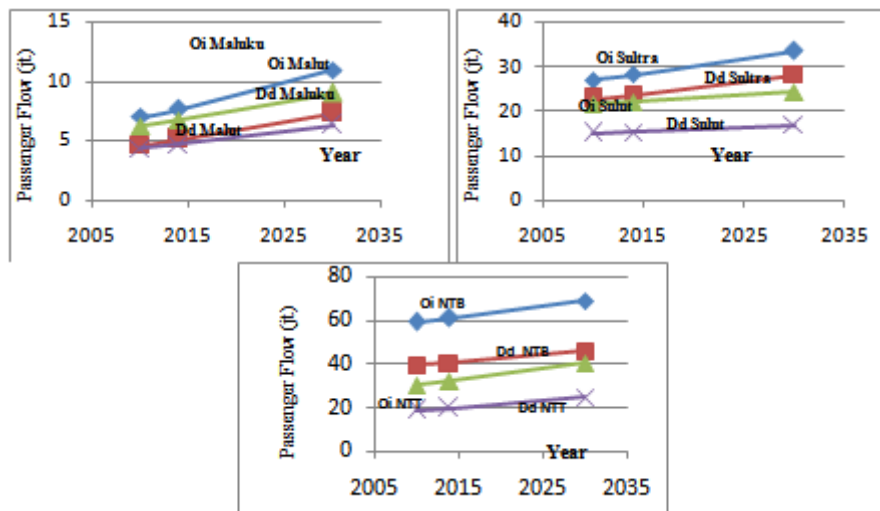 Passenger Flow (jt.)
15
10
5
0
Oi Maluku
Oi Malut
Dd Maluku
Dd Malut
Year
2005 2015 2025 2035
Passenger Flow (jt.)
40
30
20
10
0
Oi Sultra
Dd Sultra
Oi Sulut
Dd Sulut
Year
2005 2015 2025 2035
Passenger Flow (jt.)
80
60
40
20
0
Oi NTB
Dd NTB
Oi NTT
Dd NTT
Year
2005 2015 2025 2035